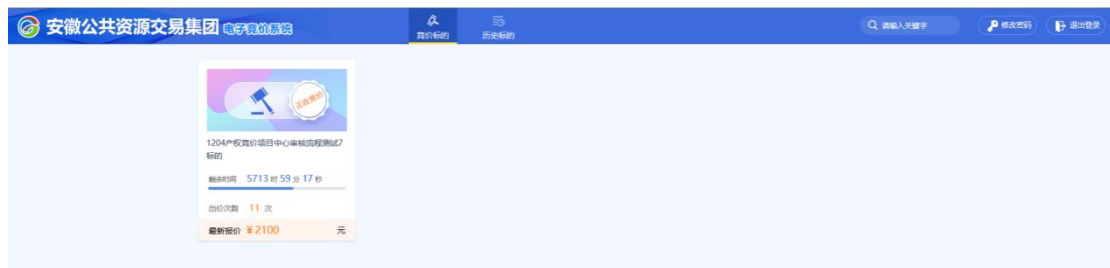 安徽公共资源交易集团 电子竞价系统
竞价标的
历史标的
请输入关键字
修改密码
退出登录
正在竞价
1204产权竞价项目中心审核流程测试7
标的
剩余时间 5713 时 59 分 17 秒
出价次数 11 次
最新报价 ¥2100 元